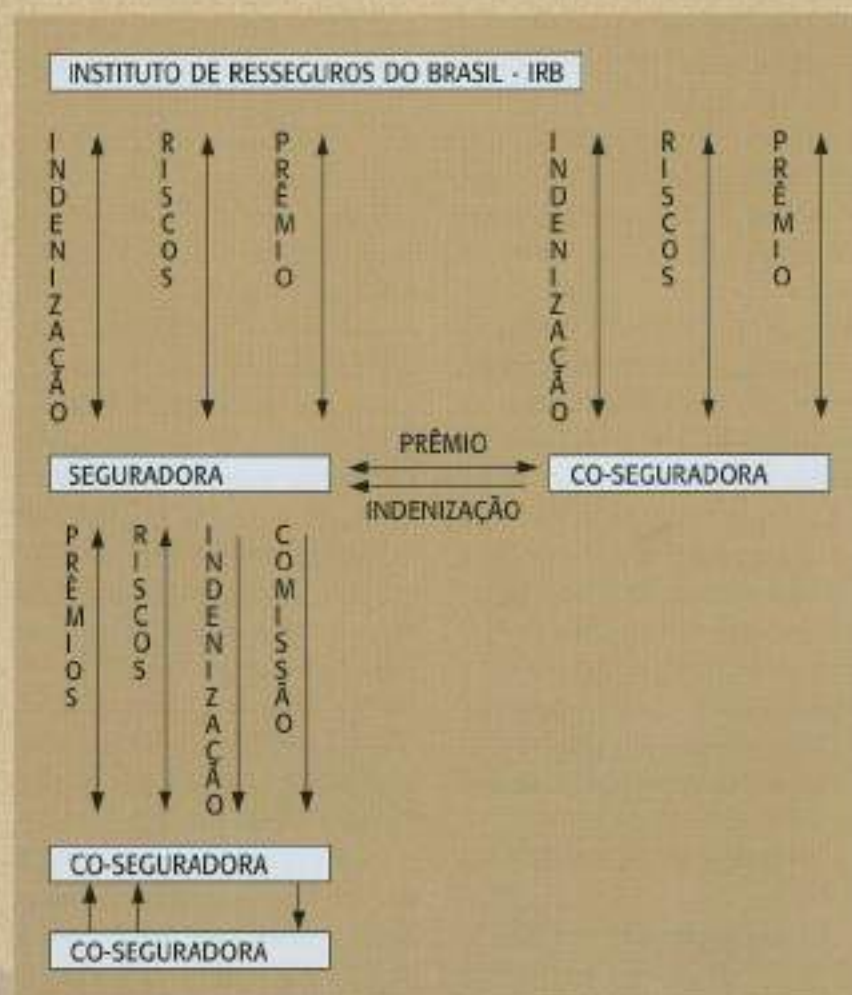 INSTITUTO DE RESSEGUROS DO BRASIL - IRB
INDENIZAÇÃO
RISCOS
PRÊMIO
INDENIZAÇÃO
RISCOS
PRÊMIO
SEGURADORA
PRÊMIO
INDENIZAÇÃO
CO-SEGURADORA
PRÊMIOS
RISCOS
INDENIZAÇÃO
COMISSÃO
CO-SEGURADORA
CO-SEGURADORA